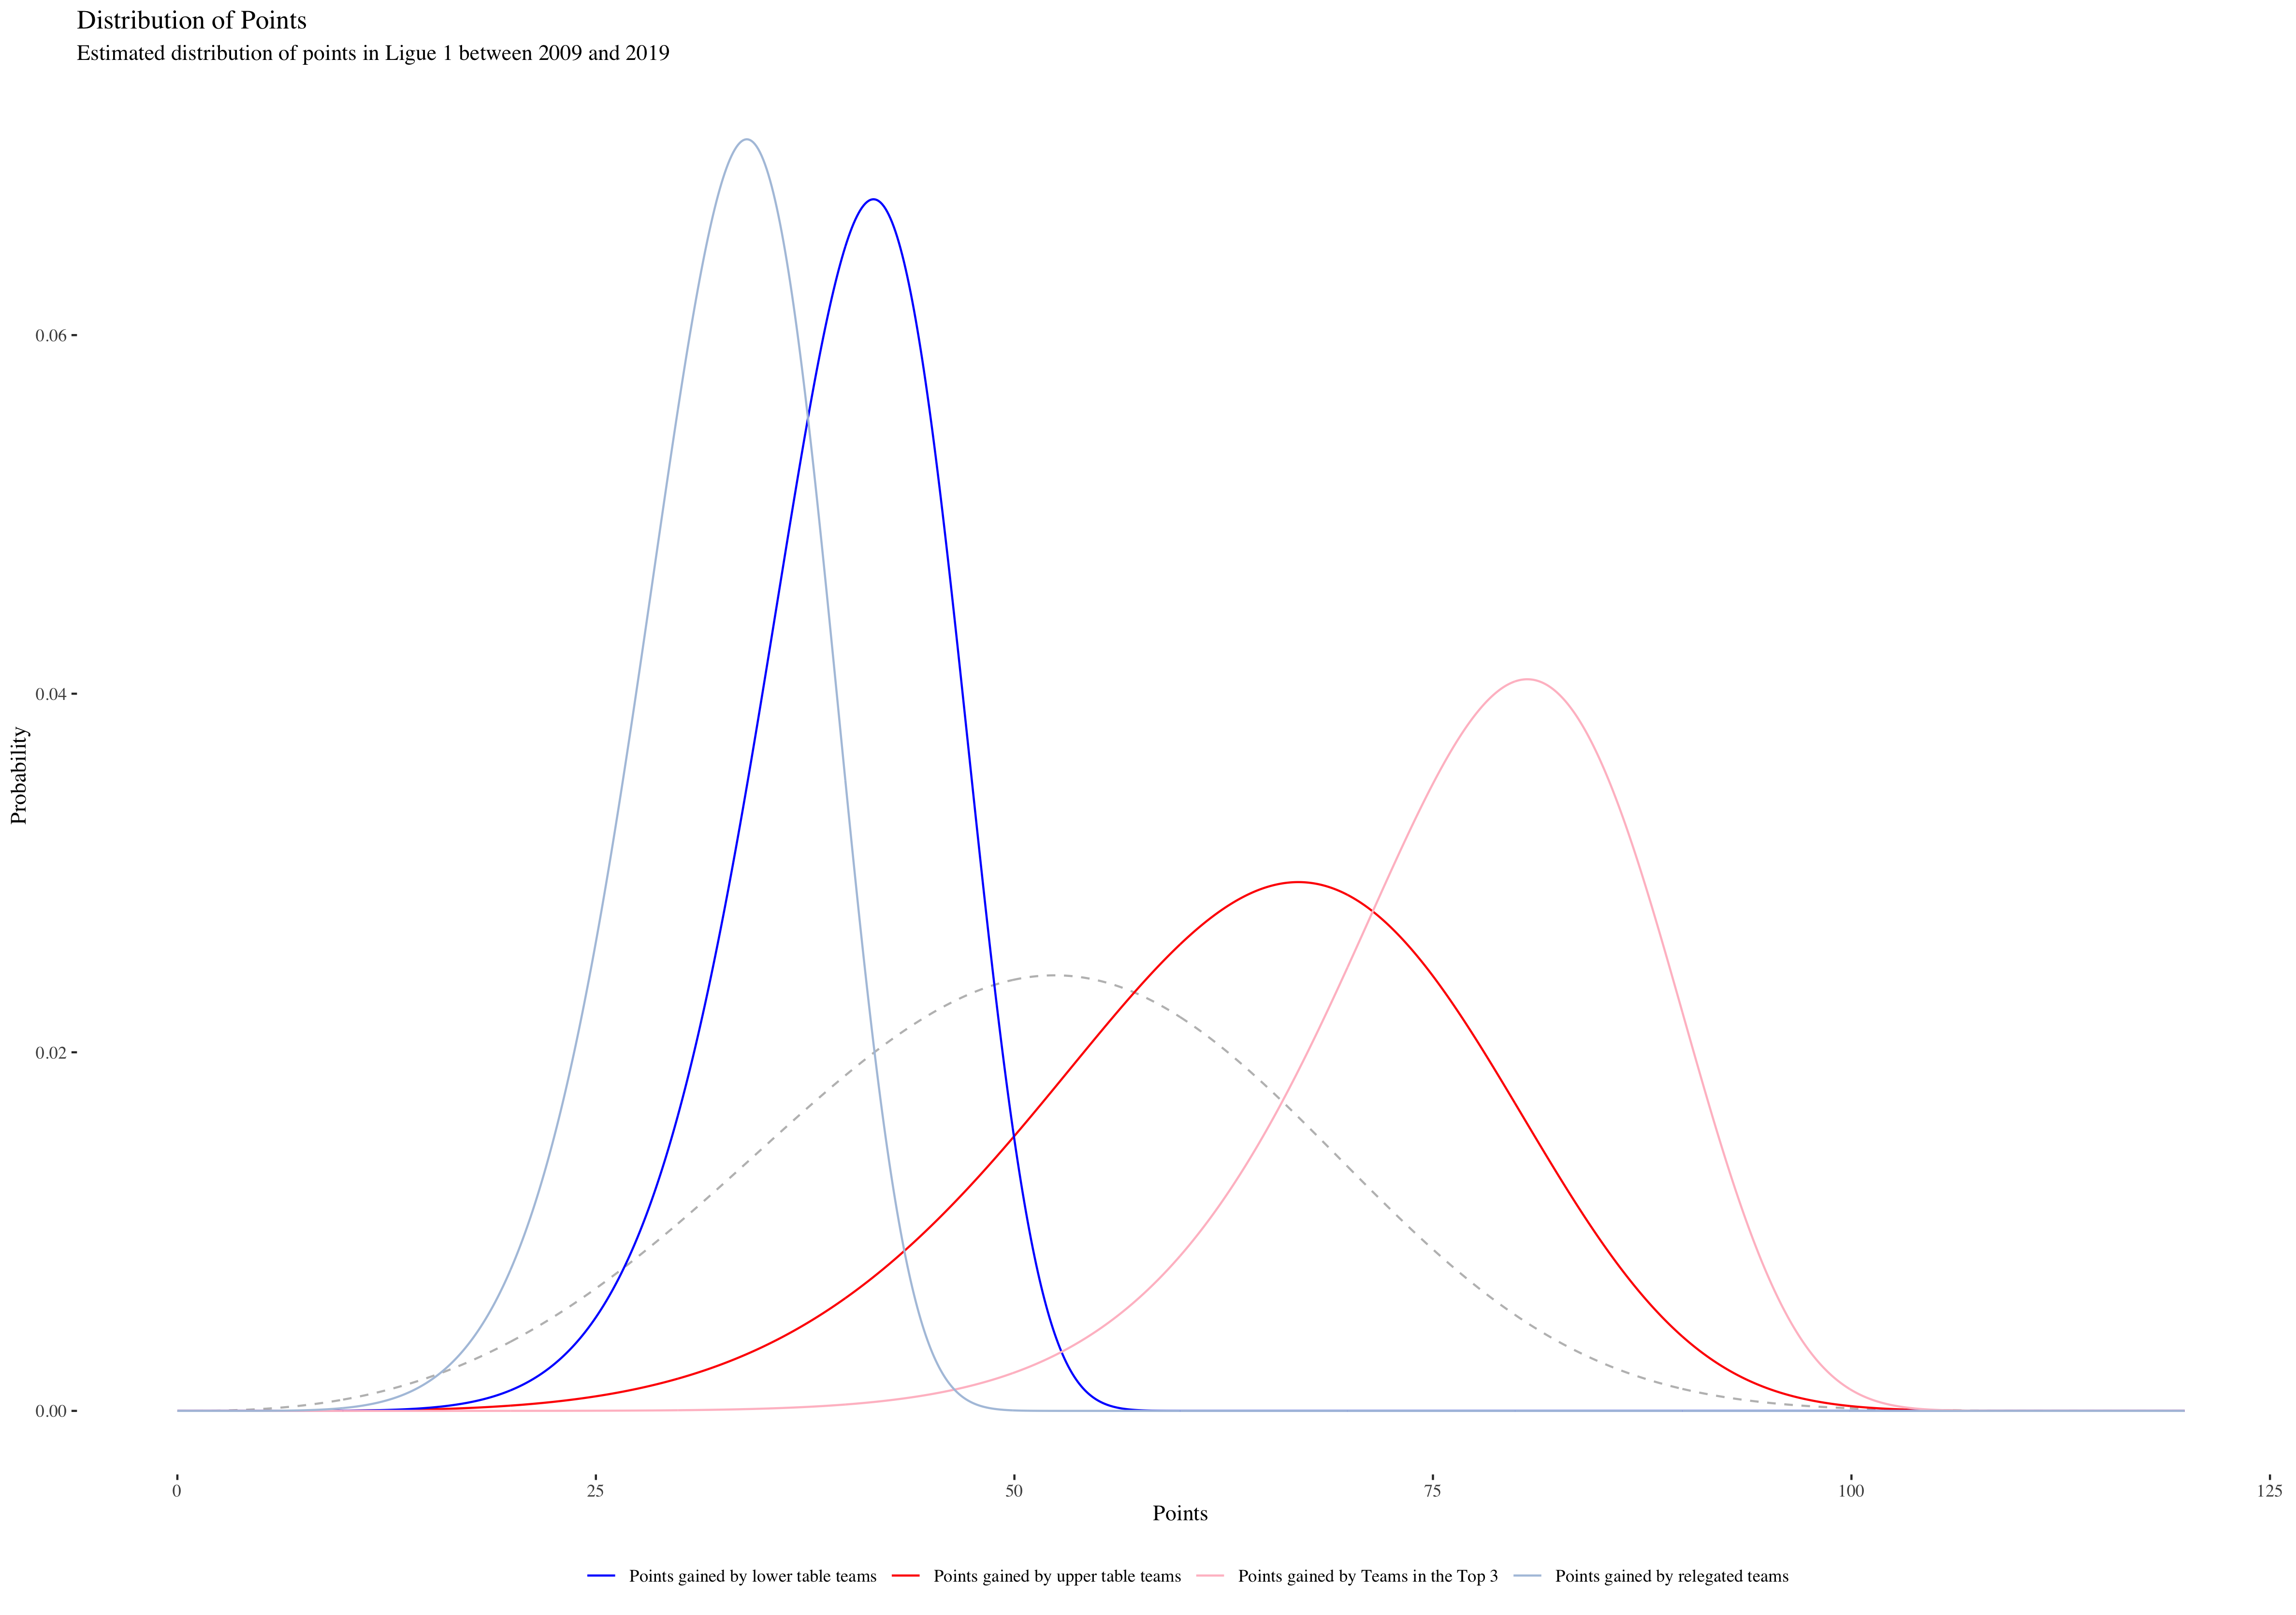 Distribution of Points
Estimated distribution of points in Ligue 1 between 2009 and 2019
0.06
0.04
0.02
0.00
Probability
0
25
50
75
100
125
Points
Points gained by lower table teams
Points gained by upper table teams
Points gained by Teams in the Top 3
Points gained by relegated teams